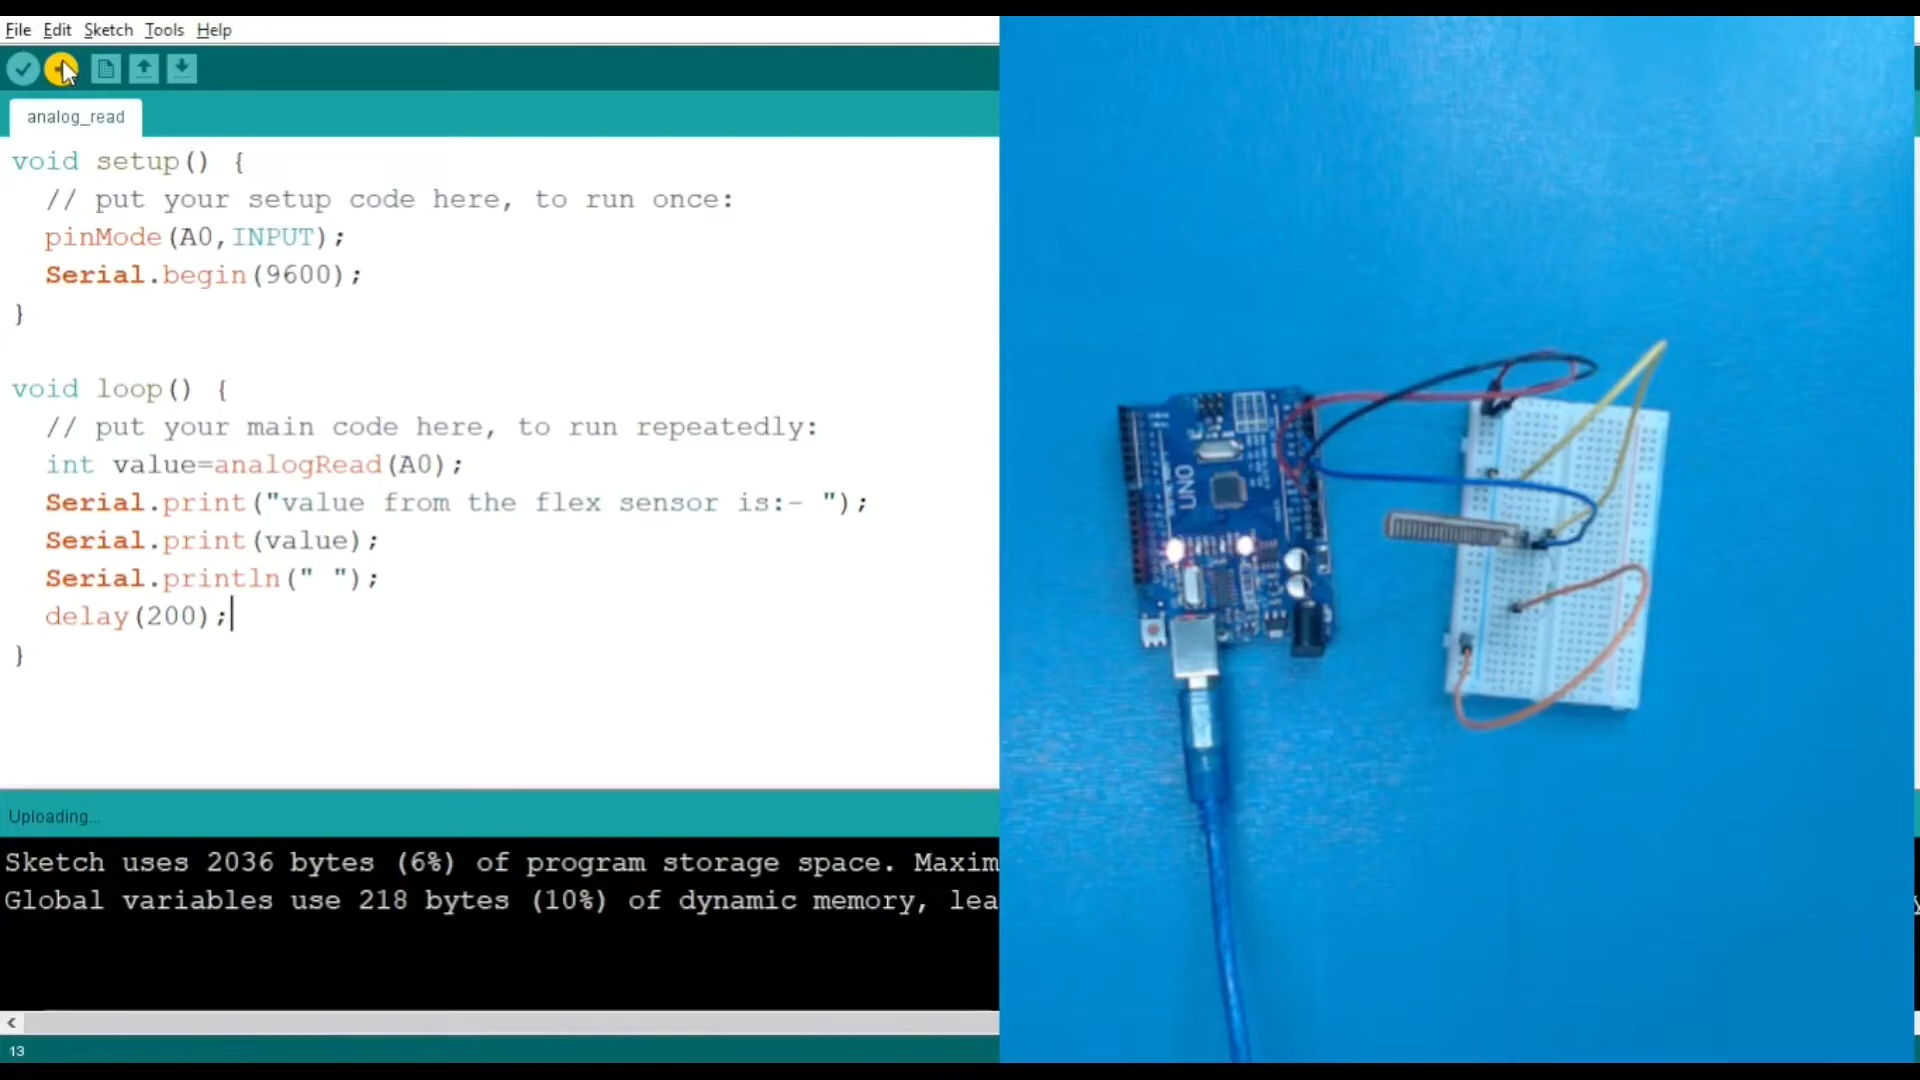 File Edit Sketch Tools Help
analog_read
void setup() {
// put your setup code here, to run once:
pinMode(A0,INPUT);
Serial.begin(9600);
}
void loop() {
// put your main code here, to run repeatedly:
int value=analogRead(A0);
Serial.print("value from the flex sensor is:- ");
Serial.print(value);
Serial.println(" ");
delay(200);
}
Uploading...
Sketch uses 2036 bytes (6%) of program storage space. Maxim
Global variables use 218 bytes (10%) of dynamic memory, lea
13
UNO